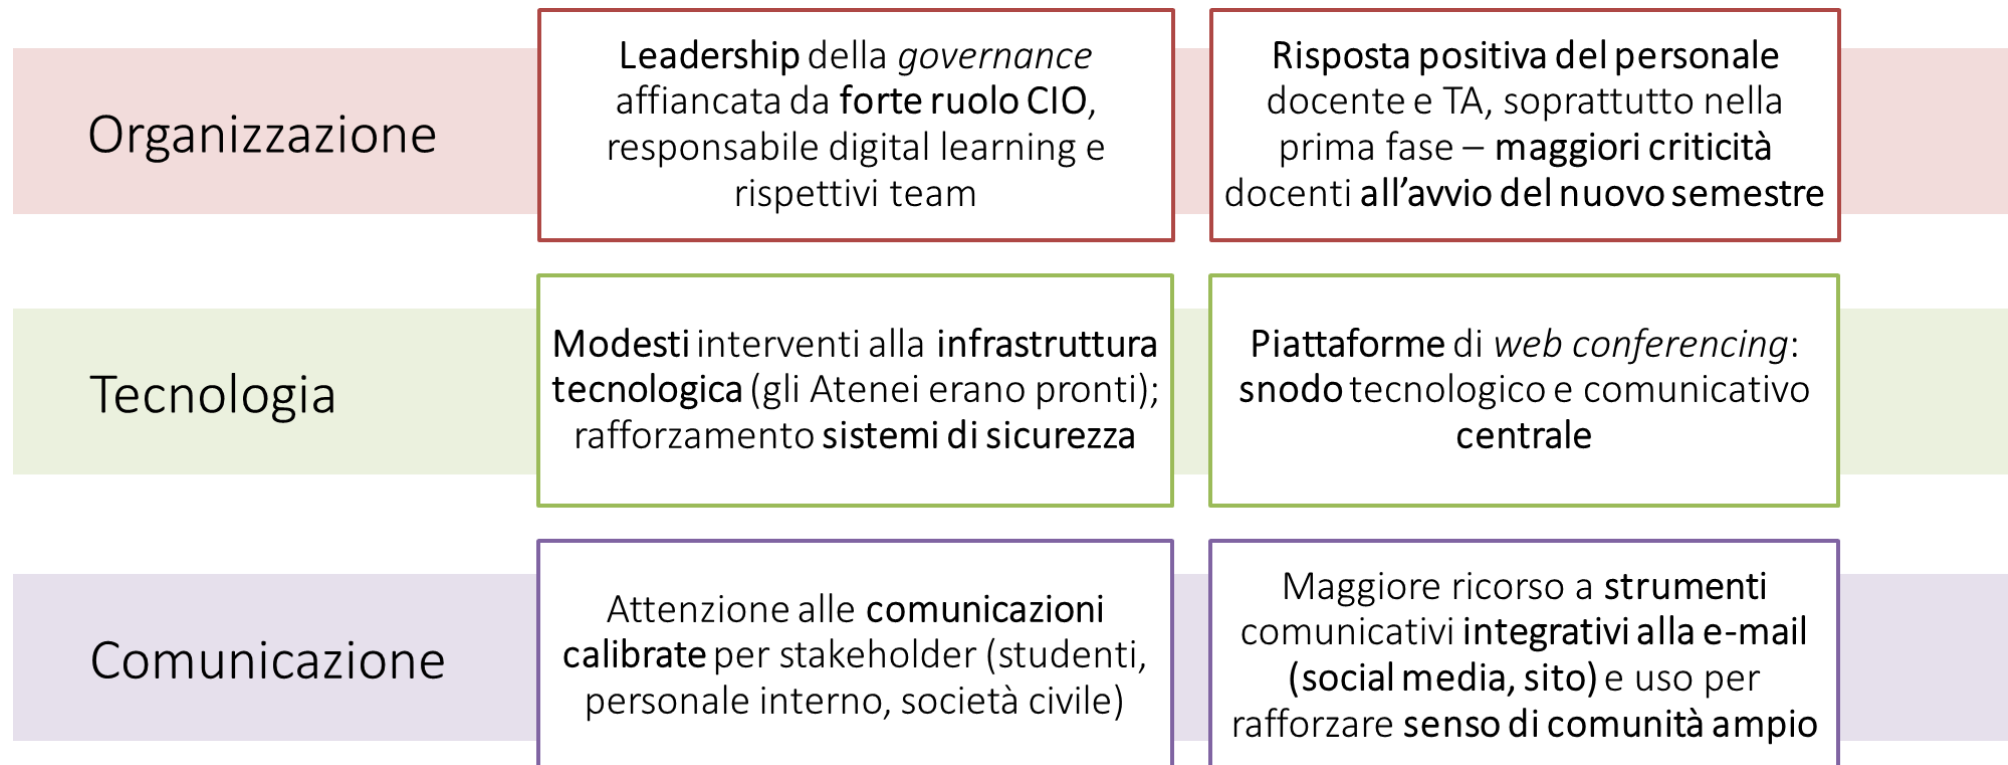 Organizzazione
Leadership della governance
affiancata da forte ruolo CIO,
responsabile digital learning e
rispettivi team
Risposta positiva del personale
docente e TA, soprattutto nella
prima fase – maggiori criticità
docenti all’avvio del nuovo semestre
Tecnologia
Modesti interventi alla infrastruttura
tecnologica (gli Atenei erano pronti);
rafforzamento sistemi di sicurezza
Piattaforme di web conferencing:
snodo tecnologico e comunicativo
centrale
Comunicazione
Attenzione alle comunicazioni
calibrate per stakeholder (studenti,
personale interno, società civile)
Maggiore ricorso a strumenti
comunicativi integrativi alla e-mail
(social media, sito) e uso per
rafforzare senso di comunità ampio